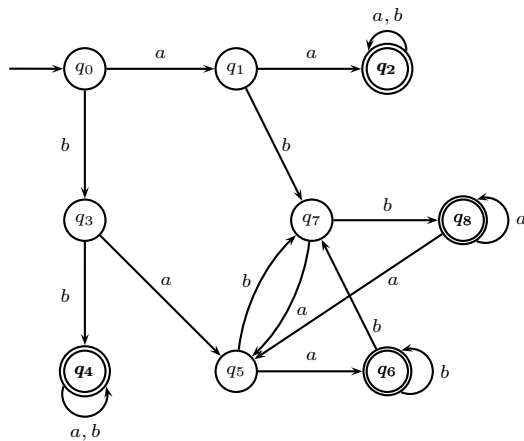 a, b
q₀ a q₁ a q₂
b b
q₃ q₇ b q₈ a
b a b a a
q₄ q₅ a q₆ b b
a, b